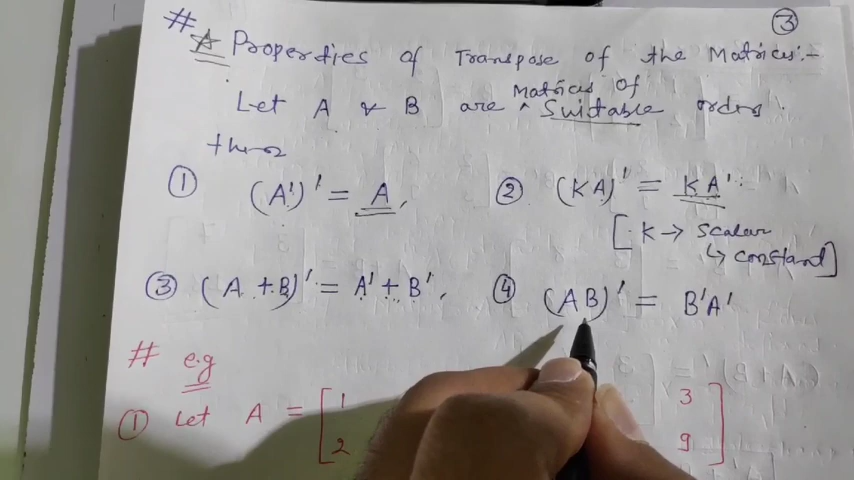 ③
# A Properties of Transpose of the Matrices:-
Let A & B are ^ Matrices of Suitable orders.
then
① (A')' = A, ② (KA)' = KA'
[∵ K → Scalar
↳ constant]
③ (A + B)' = A' + B', ④ (AB)' = B'A'
# e.g
① Let A = [ 1 3 ]
2 9